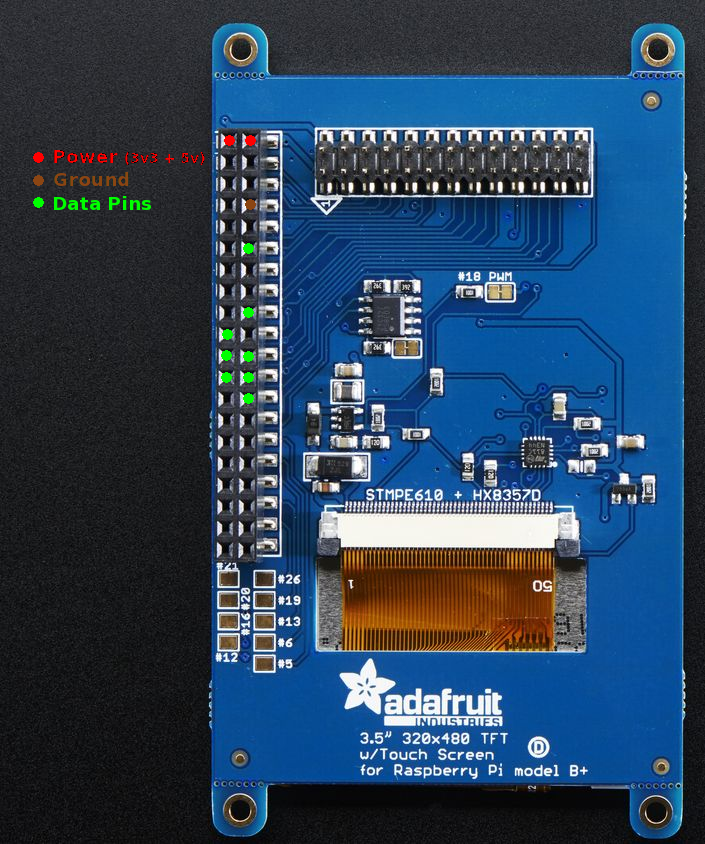 Power (3v3 + 5v)
Ground
Data Pins
1
#18 PWM
STMPE610 + HX8357D
1
50
#21
#26
#20
#19
#16
#13
#6
#12
#5
adafruit
INDUSTRIES
3.5" 320x480 TFT
w/Touch Screen
for Raspberry Pi model B+
D